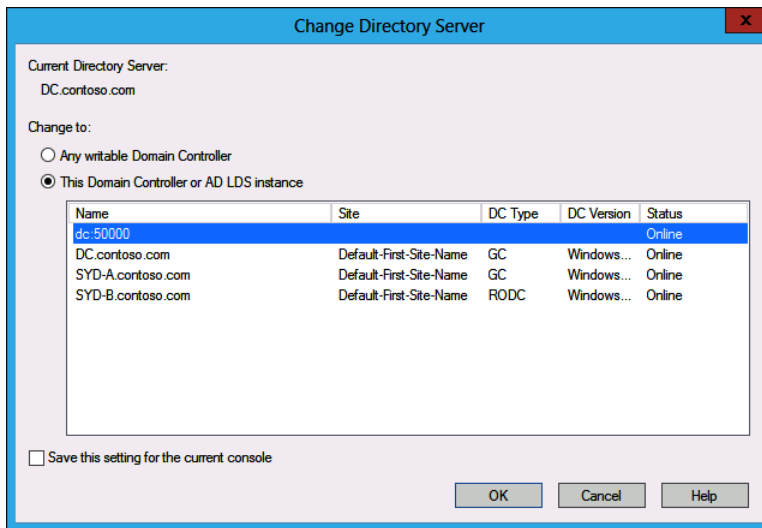 Change Directory Server
x
Current Directory Server:
DC.contoso.com
Change to:
Any writable Domain Controller
This Domain Controller or AD LDS instance
Name Site DC Type DC Version Status
dc:50000 Online
DC.contoso.com Default-First-Site-Name GC Windows... Online
SYD-A.contoso.com Default-First-Site-Name GC Windows... Online
SYD-B.contoso.com Default-First-Site-Name RODC Windows... Online
Save this setting for the current console
OK Cancel Help